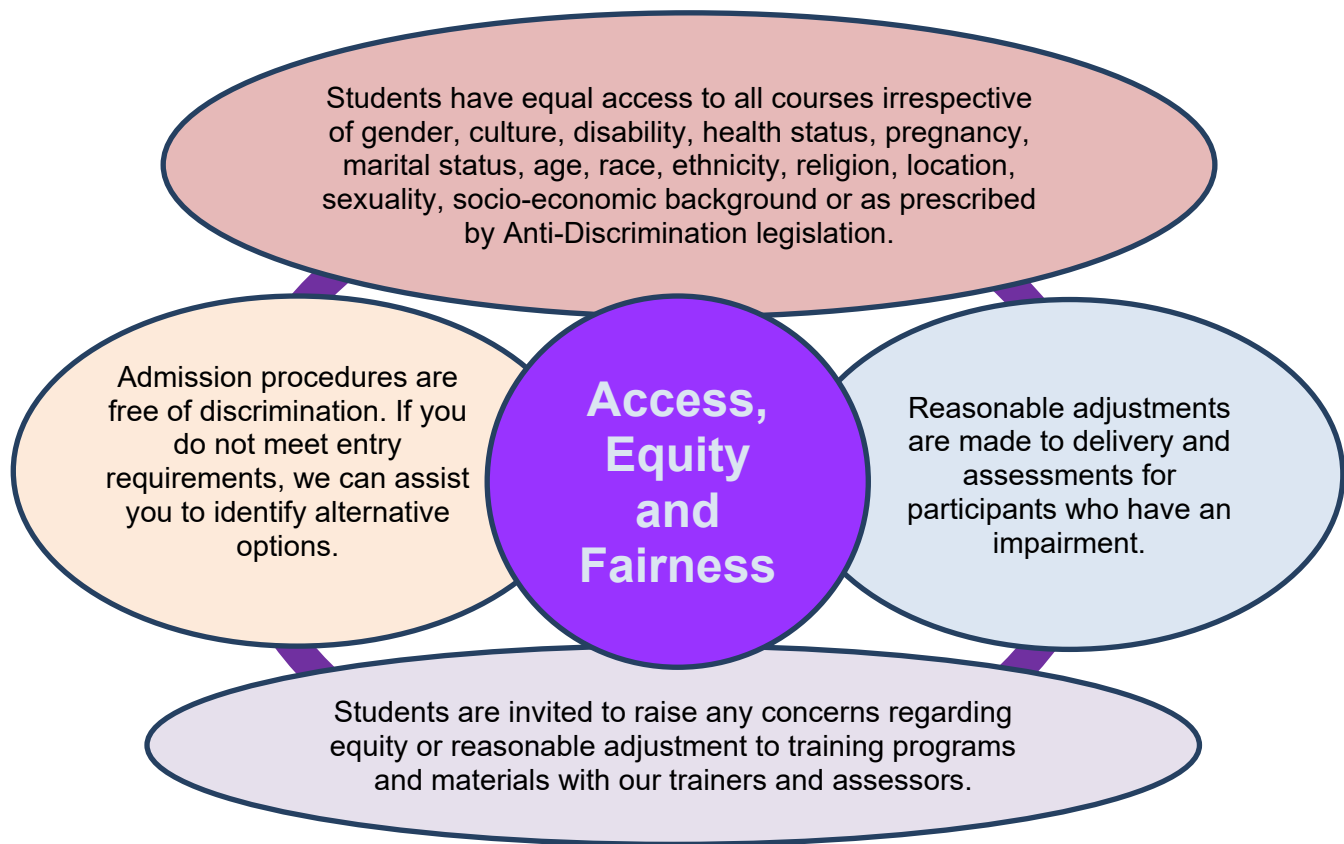 Students have equal access to all courses irrespective
of gender, culture, disability, health status, pregnancy,
marital status, age, race, ethnicity, religion, location,
sexuality, socio-economic background or as prescribed
by Anti-Discrimination legislation.
Admission procedures are
free of discrimination. If you
do not meet entry
requirements, we can assist
you to identify alternative
options.
Access,
Equity
and
Fairness
Reasonable adjustments
are made to delivery and
assessments for
participants who have an
impairment.
Students are invited to raise any concerns regarding
equity or reasonable adjustment to training programs
and materials with our trainers and assessors.